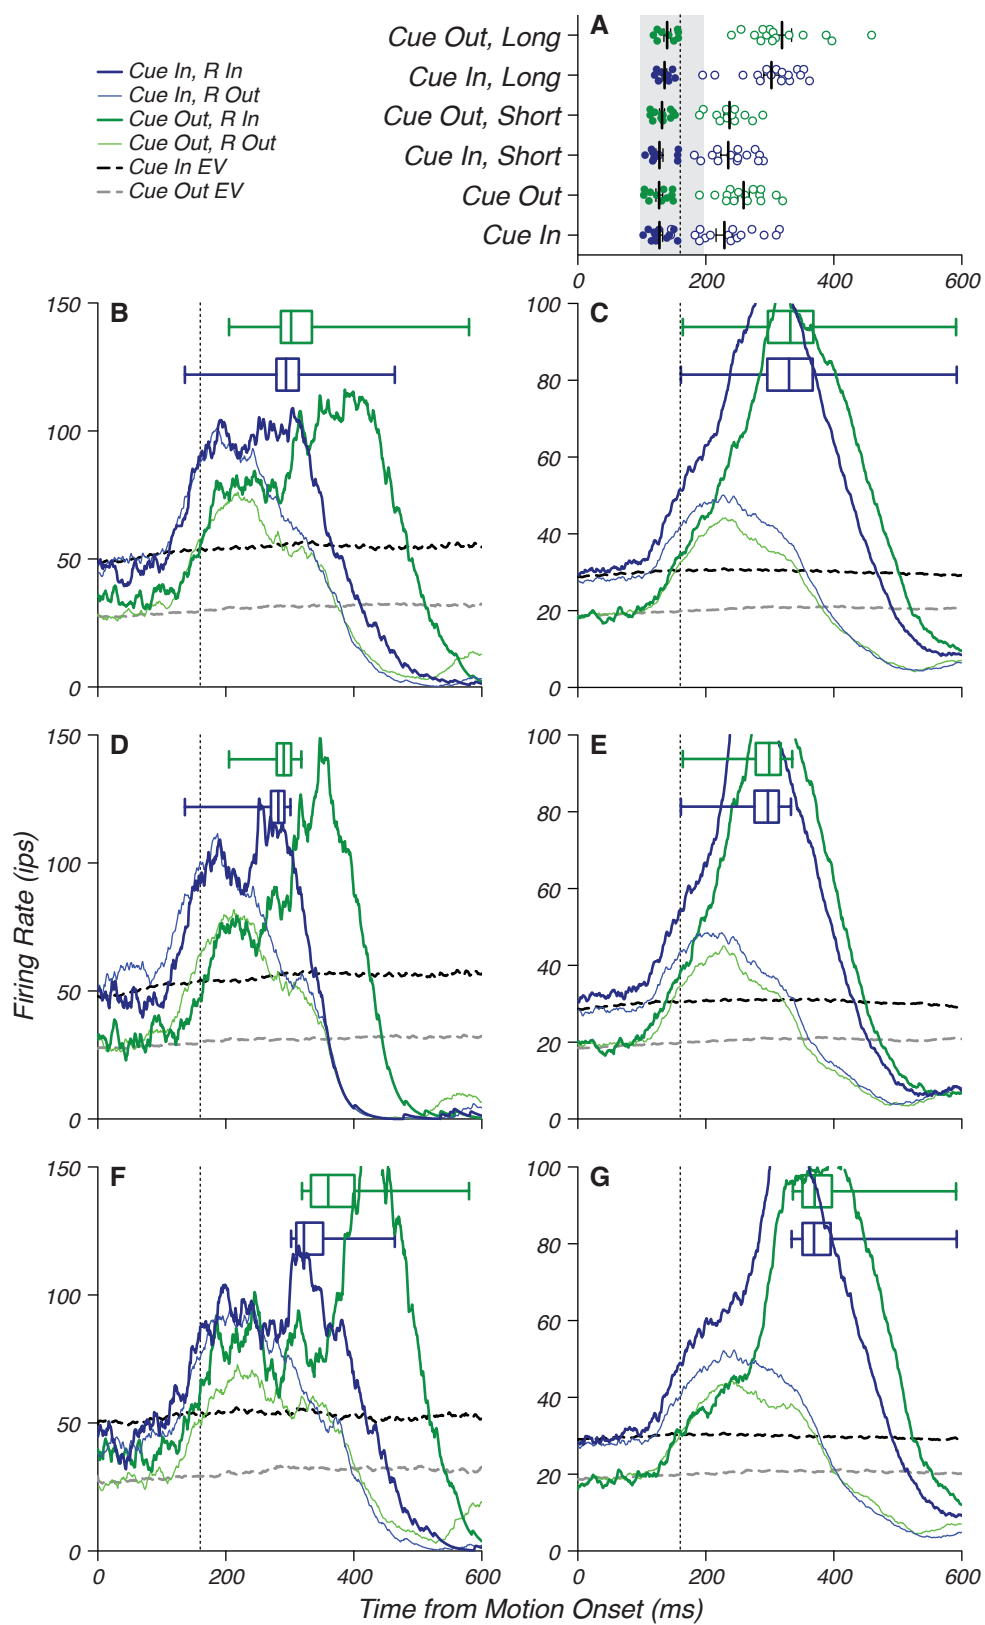 Cue In, R In
Cue In, R Out
Cue Out, R In
Cue Out, R Out
Cue In EV
Cue Out EV
A
Cue Out, Long
Cue In, Long
Cue Out, Short
Cue In, Short
Cue Out
Cue In
0 200 400 600
B
150
100
50
0
C
100
80
60
40
20
0
D
150
100
50
0
E
100
80
60
40
20
0
F
150
100
50
0
0 200 400 600
G
100
80
60
40
20
0
0 200 400 600
Firing Rate (ips)
Time from Motion Onset (ms)